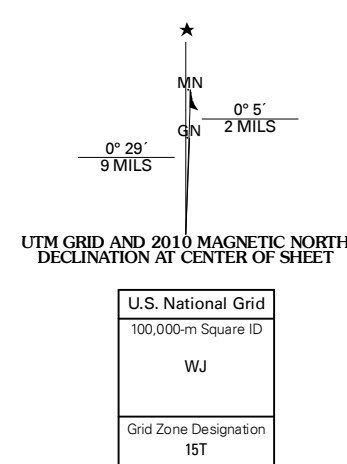 ★
MN
0° 5´
GN
2 MILS
0° 29´
9 MILS
UTM GRID AND 2010 MAGNETIC NORTH
DECLINATION AT CENTER OF SHEET
U.S. National Grid
100,000-m Square ID
WJ
Grid Zone Designation
15T